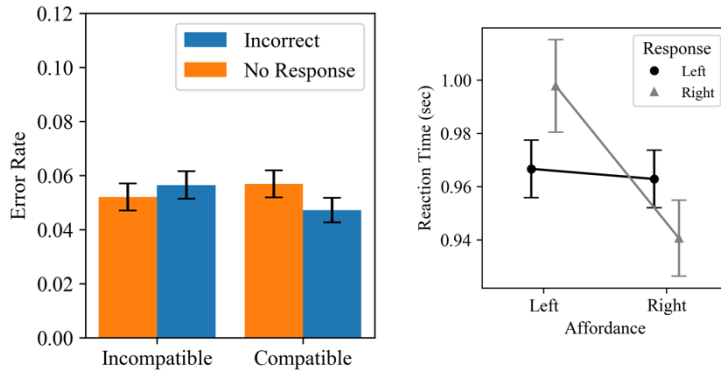 0.12
0.10
0.08
0.06
0.04
0.02
0.00
Error Rate
Incorrect
No Response
Incompatible
Compatible
1.00
0.98
0.96
0.94
Reaction Time (sec)
Response
Left
Right
Left
Right
Affordance